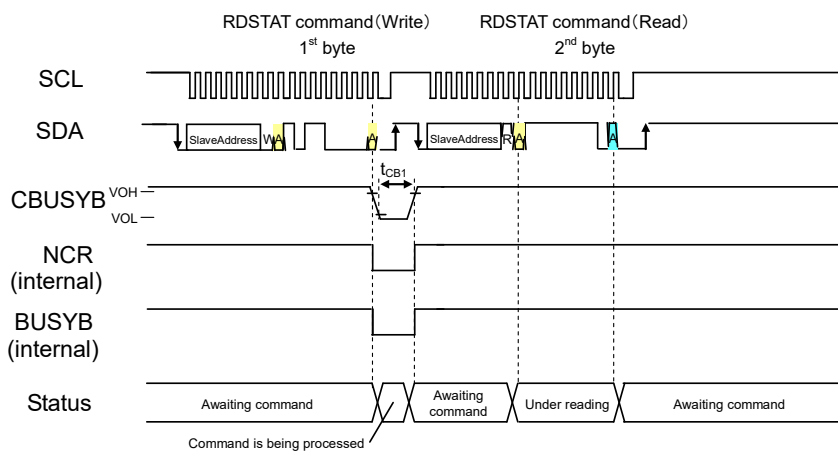 RDSTAT command(Write)
1st byte
RDSTAT command(Read)
2nd byte
SCL
SDA
SlaveAddress
W
A
A
SlaveAddress
R
A
A
tCB1
CBUSYB
VOH
VOL
NCR
(internal)
BUSYB
(internal)
Status
Awaiting command
Awaiting
command
Under reading
Awaiting command
Command is being processed